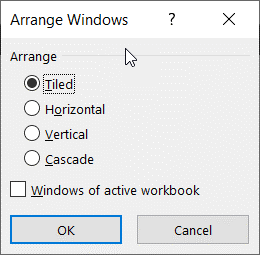 Arrange Windows ?
Arrange
Tiled
Horizontal
Vertical
Cascade
Windows of active workbook
OK Cancel